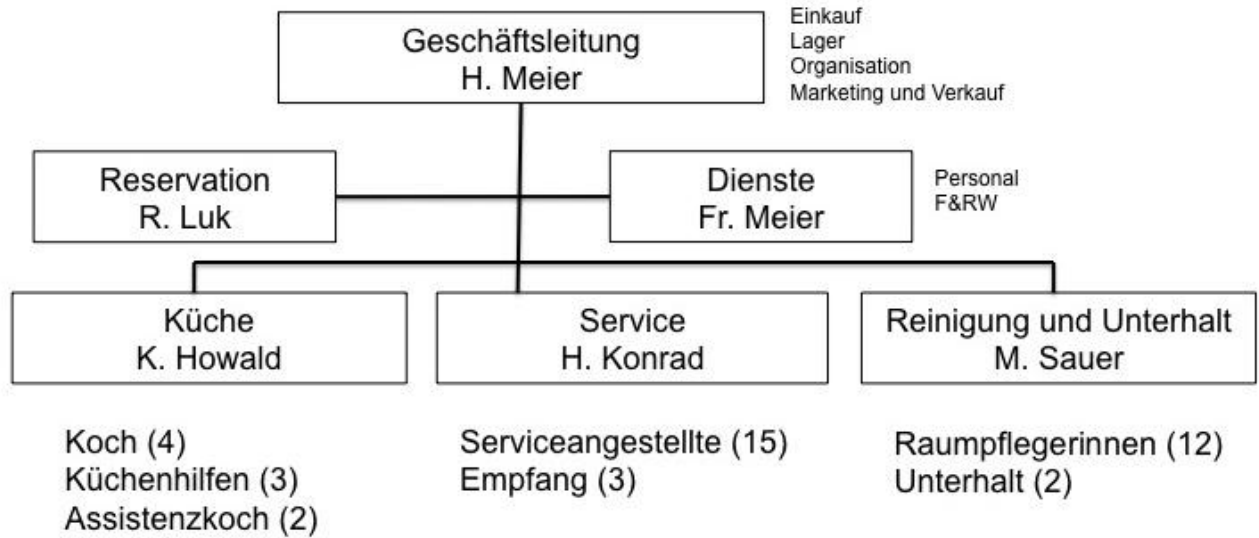 Geschäftsleitung
H. Meier
Einkauf
Lager
Organisation
Marketing und Verkauf
Reservation
R. Luk
Dienste
Fr. Meier
Personal
F&RW
Küche
K. Howald
Service
H. Konrad
Reinigung und Unterhalt
M. Sauer
Koch (4)
Küchenhilfen (3)
Assistenzkoch (2)
Serviceangestellte (15)
Empfang (3)
Raumpflegerinnen (12)
Unterhalt (2)